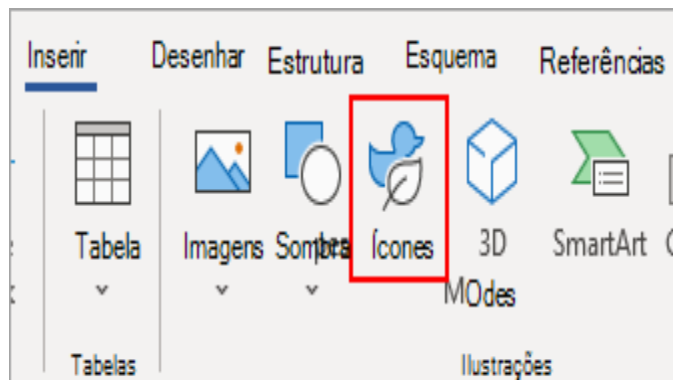 Inserir Desenhar Estrutura Esquema Referências
Tabela Imagens Ícones 3D SmartArt
MOdes
Tabelas Ilustrações